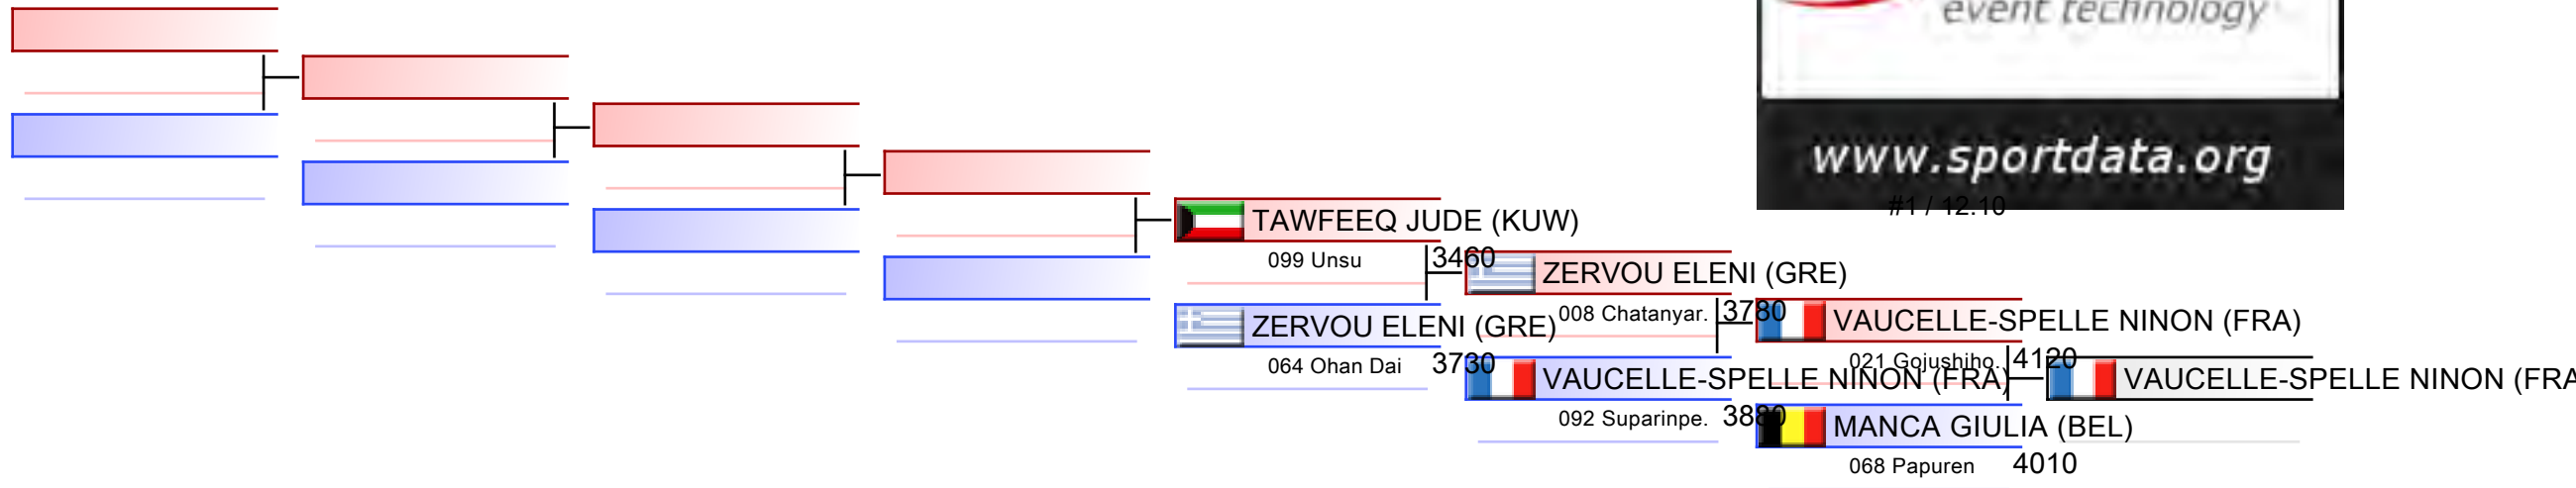 event technology
www.sportdata.org
#1 / 12.10
TAWFEEQ JUDE (KUW)
099 Unsu 3460
ZERVOU ELENI (GRE)
064 Ohan Dai 3730
ZERVOU ELENI (GRE)
008 Chatanyar. 3780
VAUCELLE-SPELLE NINON (FRA)
092 Suparinpe. 3880
VAUCELLE-SPELLE NINON (FRA)
021 Gojushiho. 4120
MANCA GIULIA (BEL)
068 Papuren 4010
VAUCELLE-SPELLE NINON (FRA